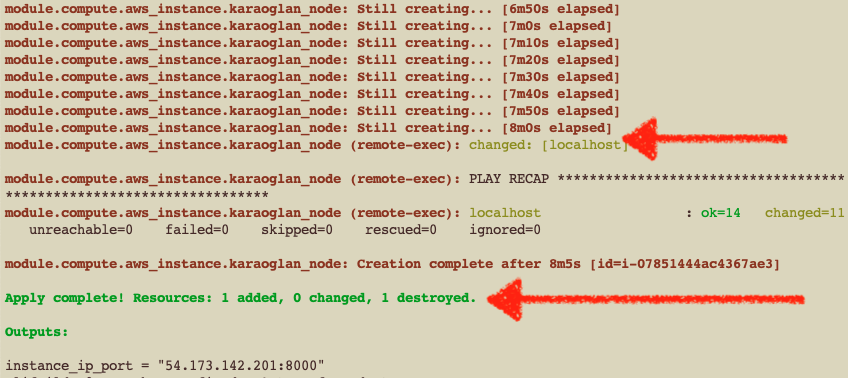 module.compute.aws_instance.karaoglan_node: Still creating... [6m50s elapsed]
module.compute.aws_instance.karaoglan_node: Still creating... [7m0s elapsed]
module.compute.aws_instance.karaoglan_node: Still creating... [7m10s elapsed]
module.compute.aws_instance.karaoglan_node: Still creating... [7m20s elapsed]
module.compute.aws_instance.karaoglan_node: Still creating... [7m30s elapsed]
module.compute.aws_instance.karaoglan_node: Still creating... [7m40s elapsed]
module.compute.aws_instance.karaoglan_node: Still creating... [7m50s elapsed]
module.compute.aws_instance.karaoglan_node: Still creating... [8m0s elapsed]
module.compute.aws_instance.karaoglan_node (remote-exec): changed: [localhost]
module.compute.aws_instance.karaoglan_node (remote-exec): PLAY RECAP ************************************
*********************************
module.compute.aws_instance.karaoglan_node (remote-exec): localhost : ok=14 changed=11
unreachable=0 failed=0 skipped=0 rescued=0 ignored=0
module.compute.aws_instance.karaoglan_node: Creation complete after 8m5s [id=i-07851444ac4367ae3]
Apply complete! Resources: 1 added, 0 changed, 1 destroyed.
Outputs:
instance_ip_port = "54.173.142.201:8000"